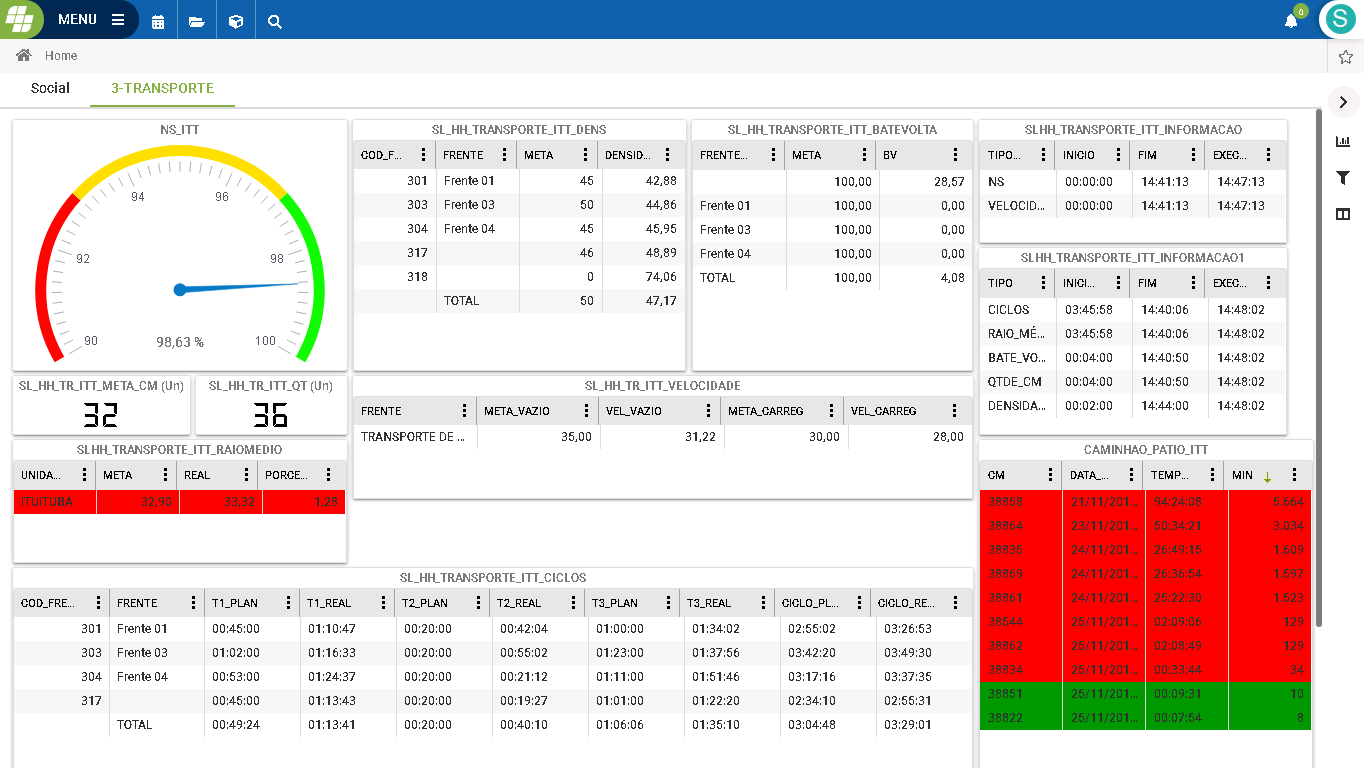 MENU
0
S
Home
Social 3-TRANSPORTE
NS_ITT
94 96
92 98
90 98,63 % 100
SL_HH_TRANSPORTE_ITT_DENS
COD_F... FRENTE META DENSID...
301 Frente 01 45 42,88
303 Frente 03 50 44,86
304 Frente 04 45 45,95
317 46 48,89
318 0 74,06
TOTAL 50 47,17
SL_HH_TRANSPORTE_ITT_BATEVOLTA
FRENTE... META BV
100,00 28,57
Frente 01 100,00 0,00
Frente 03 100,00 0,00
Frente 04 100,00 0,00
TOTAL 100,00 4,08
SLHH_TRANSPORTE_ITT_INFORMACAO
TIPO... INICIO FIM EXEC...
NS 00:00:00 14:41:13 14:47:13
VELOCID... 00:00:00 14:41:13 14:47:13
SLHH_TRANSPORTE_ITT_INFORMACAO1
TIPO INICI... FIM EXEC...
CICLOS 03:45:58 14:40:06 14:48:02
RAIO_MÉ... 03:45:58 14:40:06 14:48:02
BATE_VO... 00:04:00 14:40:50 14:48:02
QTDE_CM 00:04:00 14:40:50 14:48:02
DENSIDA... 00:02:00 14:44:00 14:48:02
SL_HH_TR_ITT_META_CM (Un)
32
SL_HH_TR_ITT_QT (Un)
36
SL_HH_TR_ITT_VELOCIDADE
FRENTE META_VAZIO VEL_VAZIO META_CARREG VEL_CARREG
TRANSPORTE DE ... 35,00 31,22 30,00 28,00
SLHH_TRANSPORTE_ITT_RAIOMEDIO
UNIDA... META REAL PORCE...
ITUIUTABA 32,90 33,32 1,28
CAMINHAO_PATIO_ITT
CM DATA_... TEMP... MIN
38858 21/11/201... 94:24:08 5.664
38864 23/11/201... 50:34:21 3.034
38835 24/11/201... 26:49:15 1.609
38860 24/11/201... 26:36:54 1.597
38861 24/11/201... 25:22:30 1.523
38544 25/11/201... 02:09:06 129
38862 25/11/201... 02:08:49 129
38834 25/11/201... 00:33:44 34
38851 25/11/201... 00:09:31 10
38822 25/11/201... 00:07:54 8
SL_HH_TRANSPORTE_ITT_CICLOS
COD_FRE... FRENTE T1_PLAN T1_REAL T2_PLAN T2_REAL T3_PLAN T3_REAL CICLO_PL... CICLO_RE...
301 Frente 01 00:45:00 01:10:47 00:20:00 00:42:04 01:00:00 01:34:02 02:55:02 03:26:53
303 Frente 03 01:02:00 01:16:33 00:20:00 00:55:02 01:23:00 01:37:56 03:42:20 03:49:30
304 Frente 04 00:53:00 01:24:37 00:20:00 00:21:12 01:11:00 01:51:46 03:17:16 03:37:35
317 00:45:00 01:13:43 00:20:00 00:19:27 01:01:00 01:22:20 02:34:10 02:55:31
TOTAL 00:49:24 01:13:41 00:20:00 00:40:10 01:06:06 01:35:10 03:04:48 03:29:01